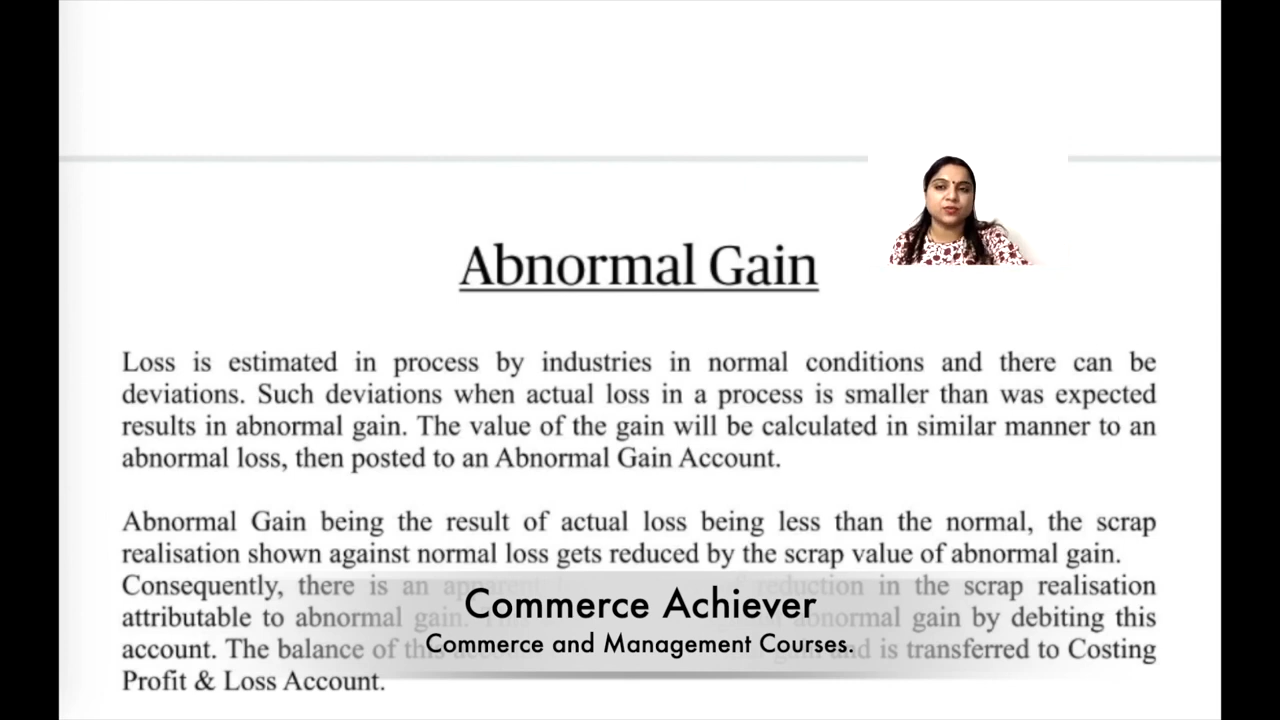 Abnormal Gain
Loss is estimated in process by industries in normal conditions and there can be
deviations. Such deviations when actual loss in a process is smaller than was expected
results in abnormal gain. The value of the gain will be calculated in similar manner to an
abnormal loss, then posted to an Abnormal Gain Account.
Abnormal Gain being the result of actual loss being less than the normal, the scrap
realisation shown against normal loss gets reduced by the scrap value of abnormal gain.
Consequently, there is an apparent reduction in the scrap realisation
attributable to abnormal gain. abnormal gain by debiting this
account. The balance of this and is transferred to Costing
Profit & Loss Account.
Commerce Achiever
Commerce and Management Courses.